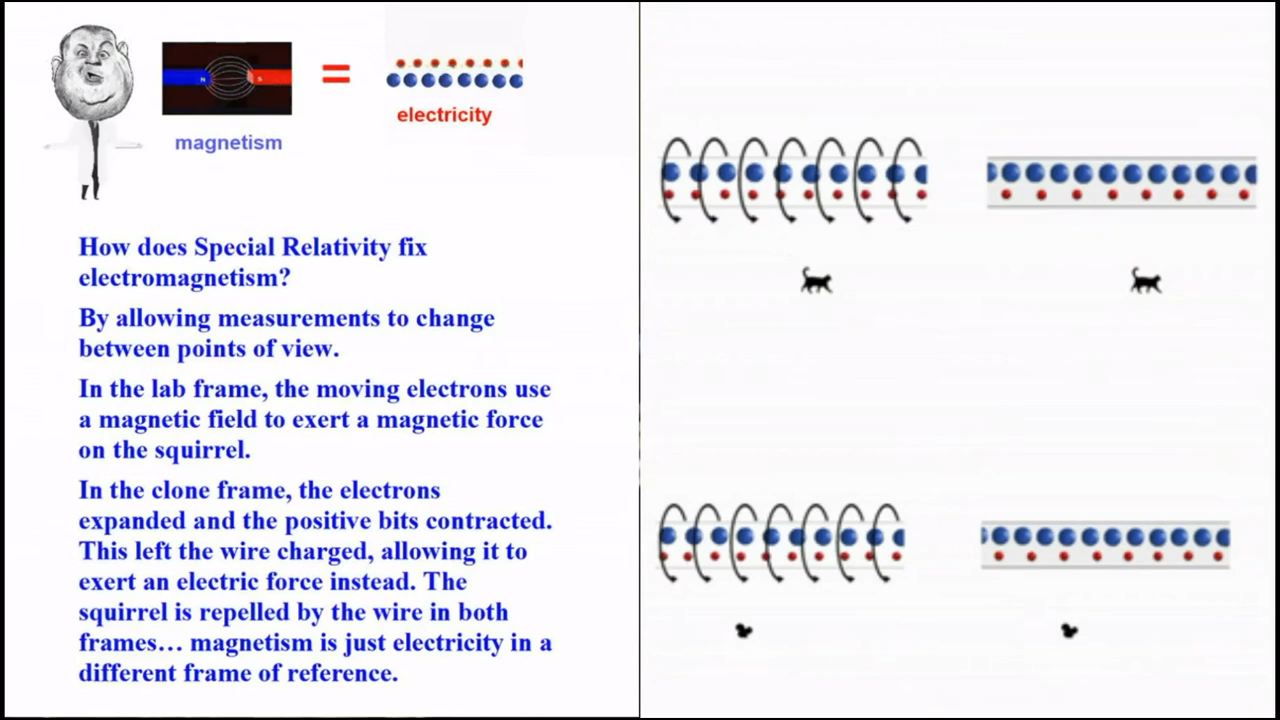 N
S
=
electricity
magnetism
How does Special Relativity fix
electromagnetism?
By allowing measurements to change
between points of view.
In the lab frame, the moving electrons use
a magnetic field to exert a magnetic force
on the squirrel.
In the clone frame, the electrons
expanded and the positive bits contracted.
This left the wire charged, allowing it to
exert an electric force instead. The
squirrel is repelled by the wire in both
frames... magnetism is just electricity in a
different frame of reference.